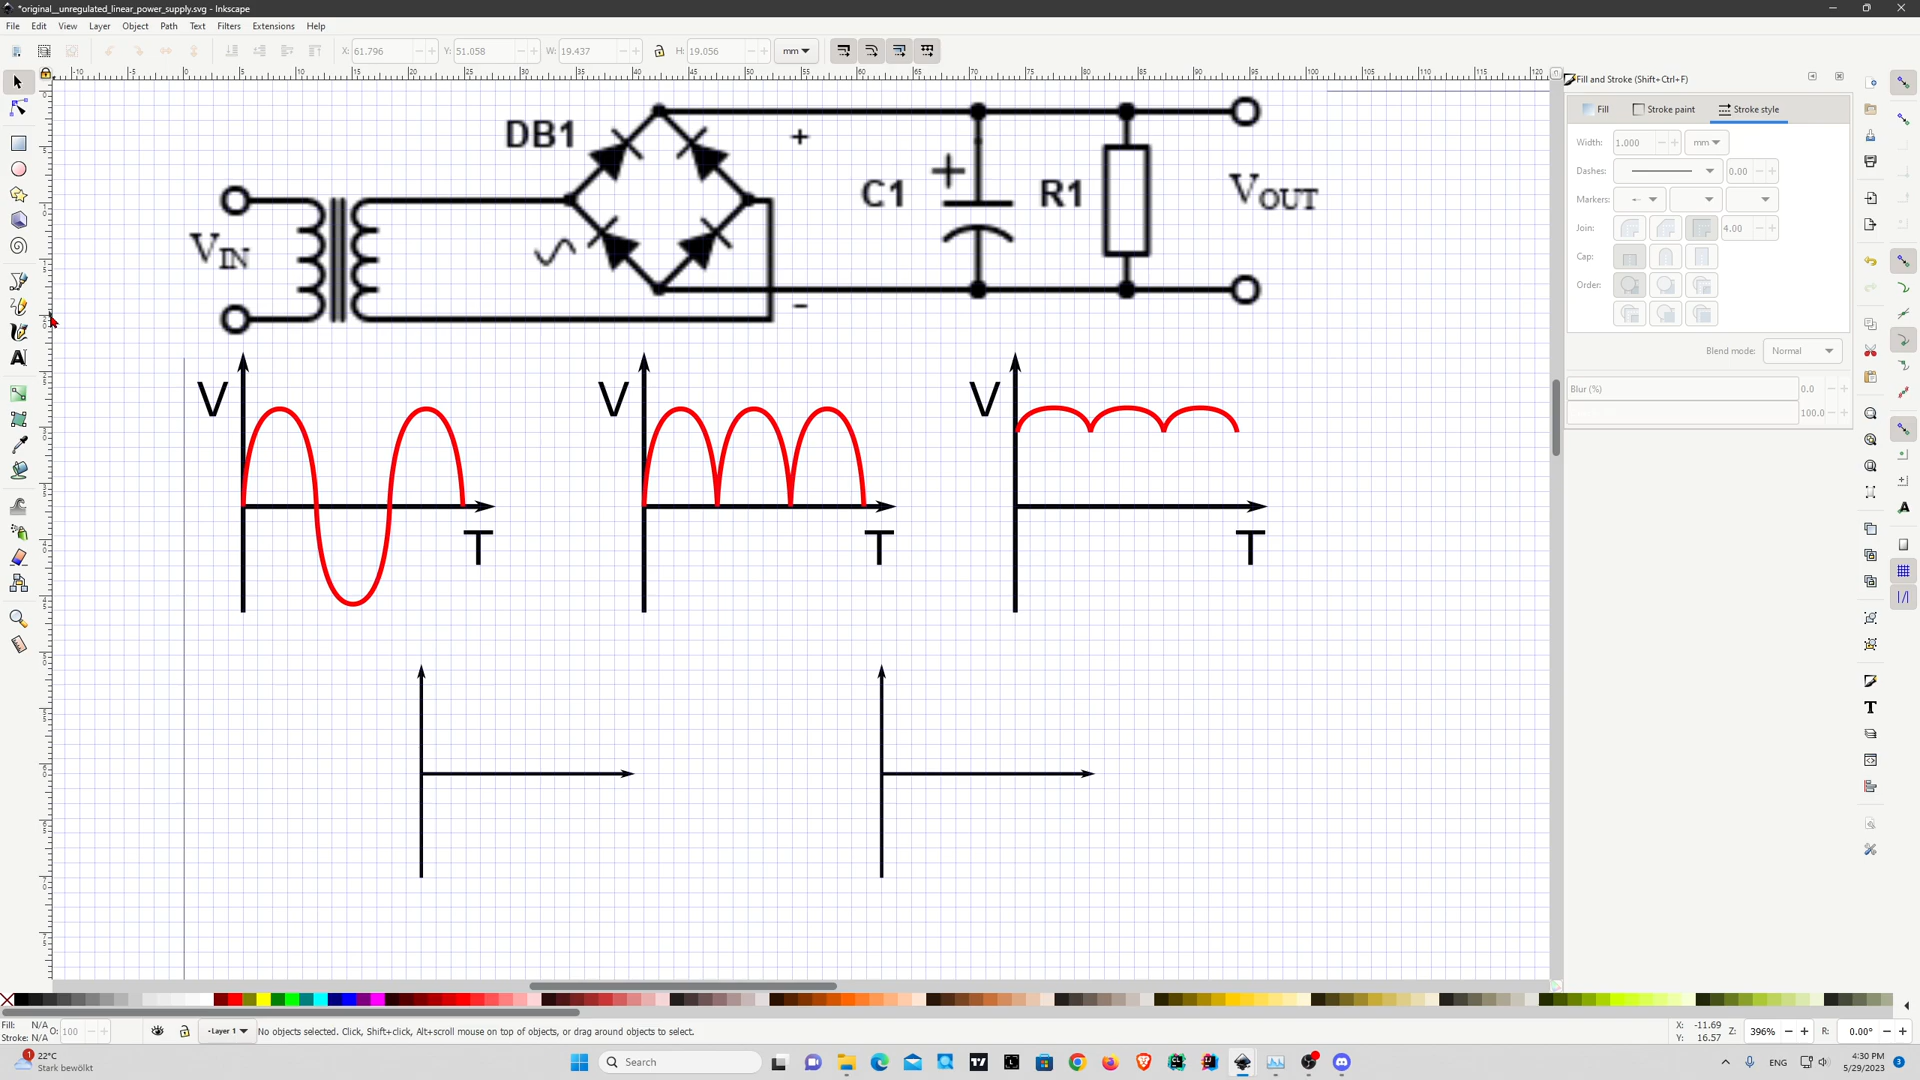 *original__unregulated_linear_power_supply.svg - Inkscape
File Edit View Layer Object Path Text Filters Extensions Help
X: 61.796 - + Y: 51.058 - + W: 19.437 - + H: 19.056 - + mm
Fill and Stroke (Shift+Ctrl+F)
Fill Stroke paint Stroke style
Width: 1.000 - + mm
Dashes: 0.00 - +
Markers:
Join: 4.00 - +
Cap:
Order:
Blend mode: Normal
Blur (%) 0.0 - +
100.0 - +
DB1
+
C1
+
R1
VOUT
VIN
-
V
V
V
T
T
T
Fill: N/A
Stroke: N/A
O: 100 - +
Layer 1
No objects selected. Click, Shift+click, Alt+scroll mouse on top of objects, or drag around objects to select.
X: -11.69
Y: 16.57
Z: 396% - + R: 0.00° - +
1
22°C
Stark bewölkt
Search
ENG
4:30 PM
5/29/2023
3